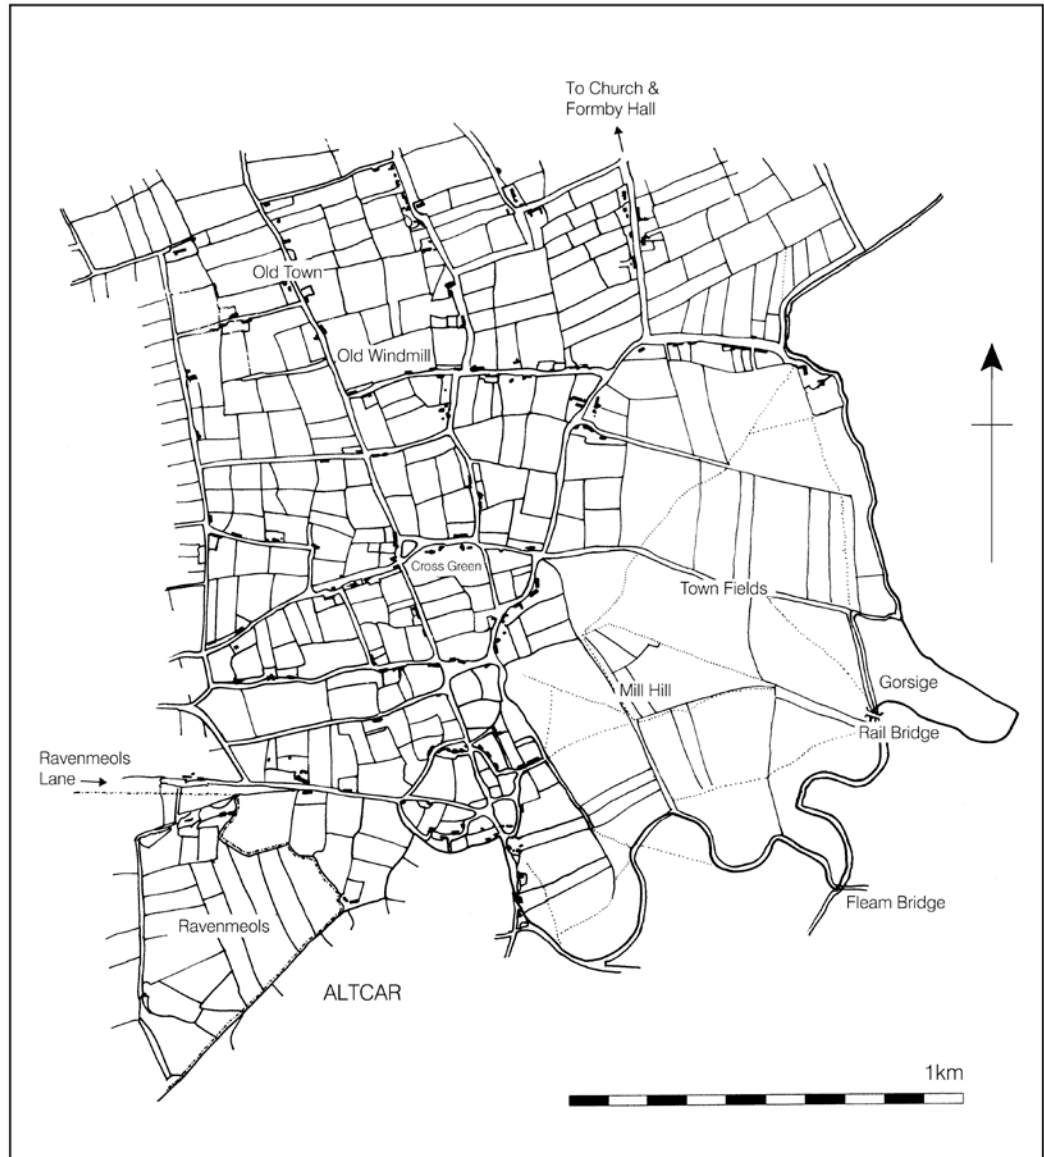 To Church &
Formby Hall
Old Town
Old Windmill
Cross Green
Town Fields
Mill Hill
Gorsige
Rail Bridge
Ravenmeols
Lane
Fleam Bridge
Ravenmeols
ALTCAR
1km